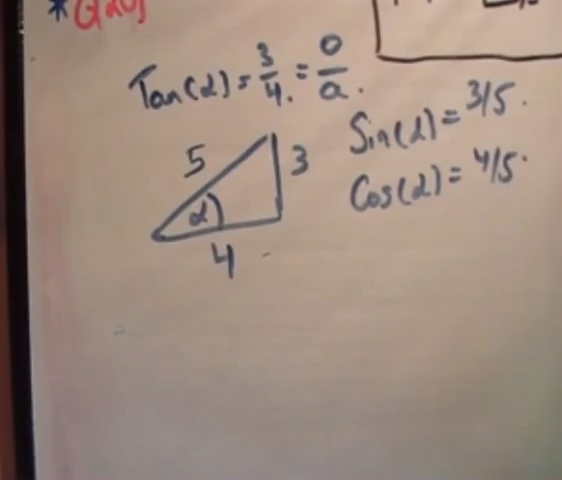 Tan(α) = 3/4. = O/a.
Sin(α) = 3/5.
Cos(α) = 4/5.
5
3
α
4